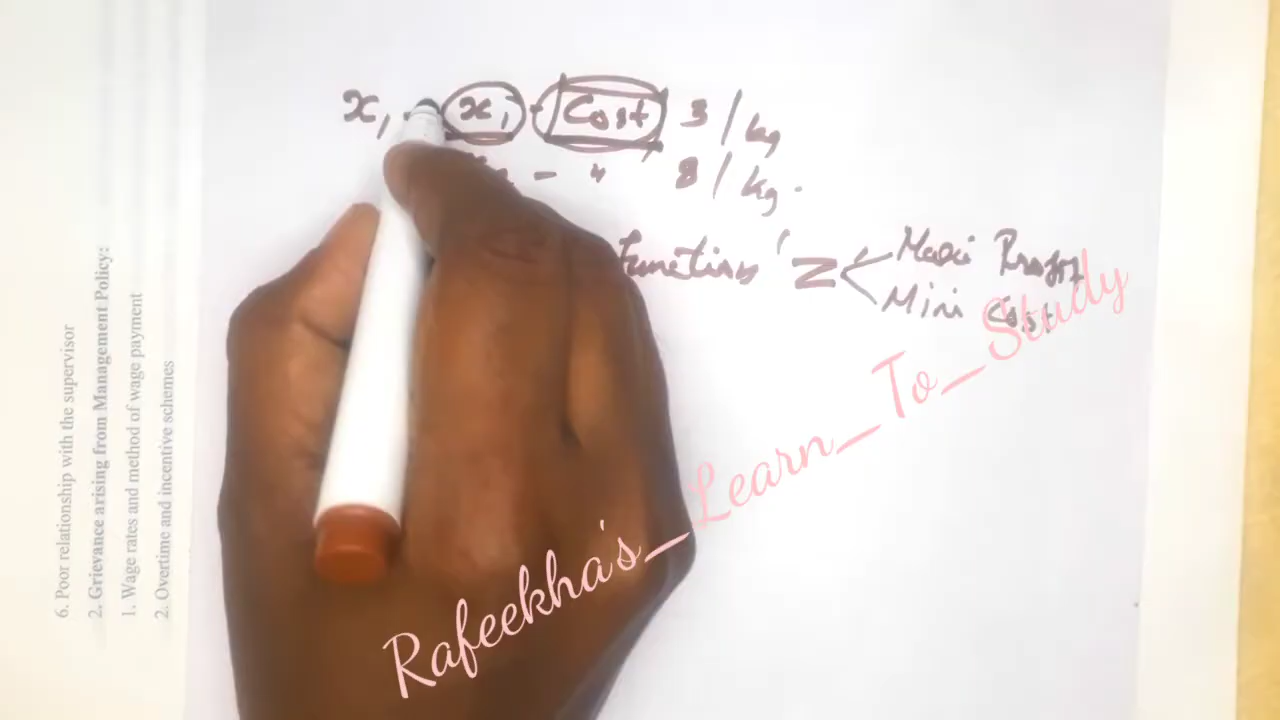 x₁ x₁ - Cost 3 / kg
- " 8 / kg.
Functions' Z Maxi Profit
Mini Cost
Rafeekha's_Learn_To_Study
6. Poor relationship with the supervisor
2. Grievance arising from Management Policy:
1. Wage rates and method of wage payment
2. Overtime and incentive schemes